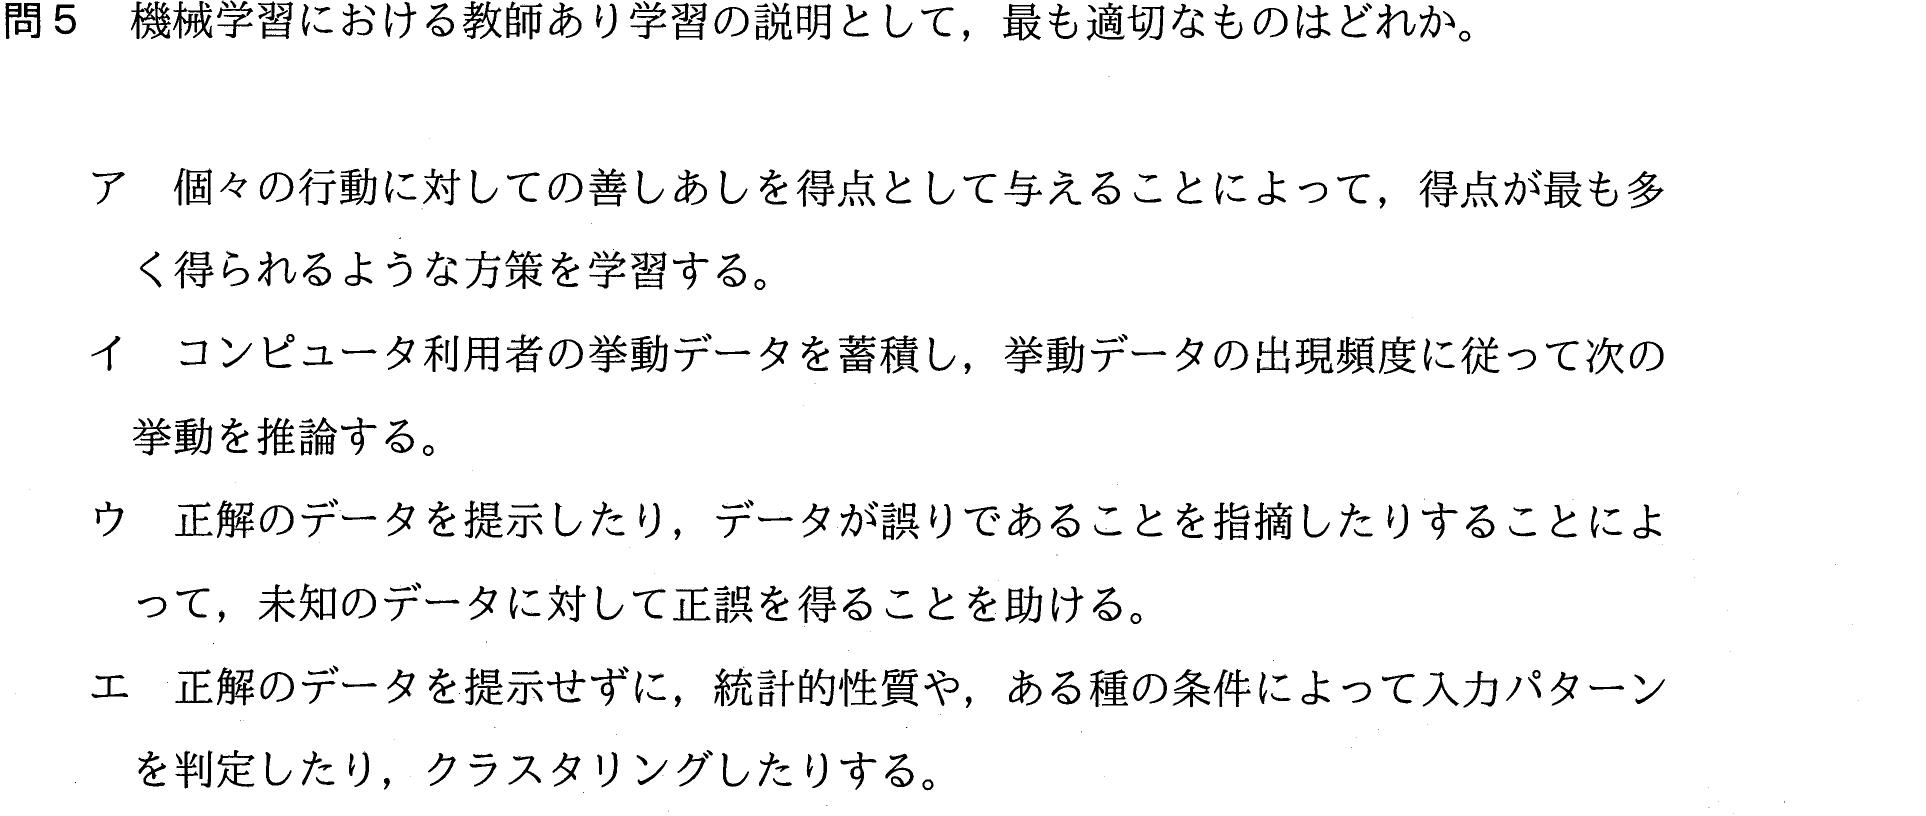 問5 機械学習における教師あり学習の説明として，最も適切なものはどれか。
ア 個々の行動に対しての善しあしを得点として与えることによって，得点が最も多
く得られるような方策を学習する。
イ コンピュータ利用者の挙動データを蓄積し，挙動データの出現頻度に従って次の
挙動を推論する。
ウ 正解のデータを提示したり，データが誤りであることを指摘したりすることによ
って，未知のデータに対して正誤を得ることを助ける。
エ 正解のデータを提示せずに，統計的性質や，ある種の条件によって入力パターン
を判定したり，クラスタリングしたりする。